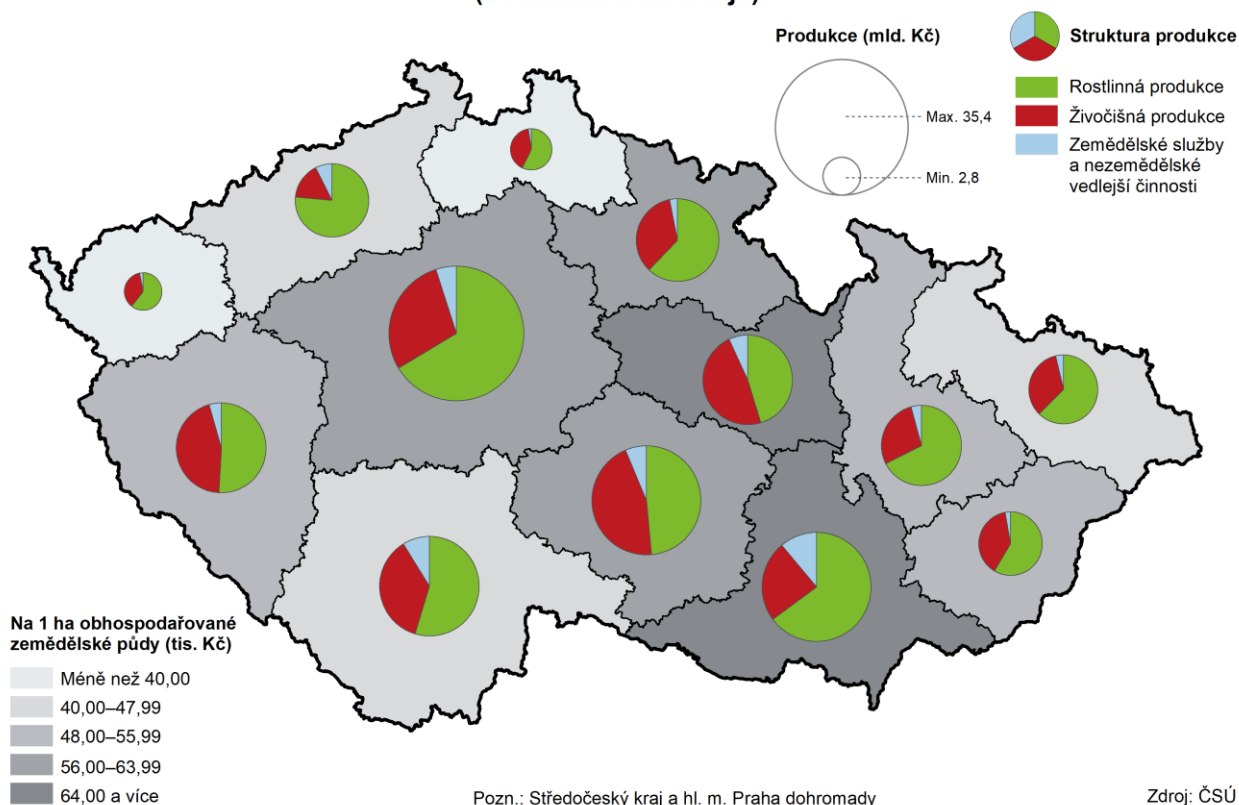 Produkce (mld. Kč)
Max. 35,4
Min. 2,8
Struktura produkce
Rostlinná produkce
Živočišná produkce
Zemědělské služby
a nezemědělské
vedlejší činnosti
Na 1 ha obhospodařované
zemědělské půdy (tis. Kč)
Méně než 40,00
40,00–47,99
48,00–55,99
56,00–63,99
64,00 a více
Pozn.: Středočeský kraj a hl. m. Praha dohromady
Zdroj: ČSÚ